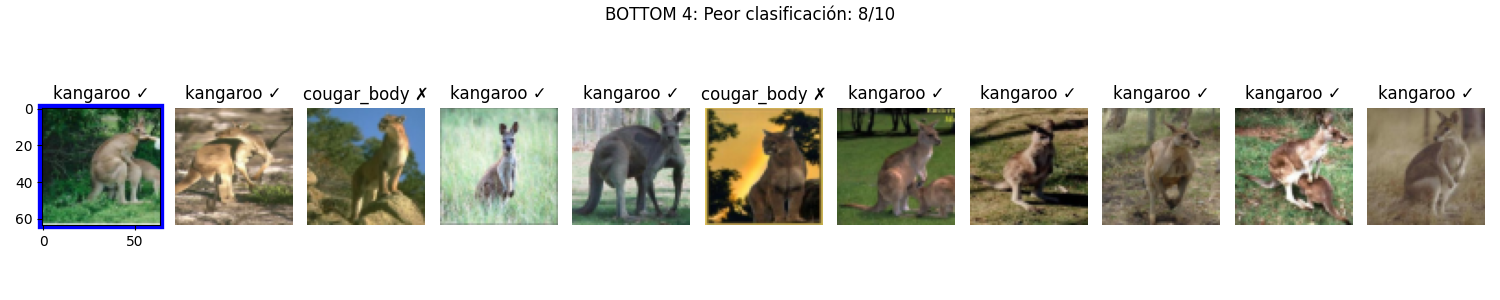 BOTTOM 4: Peor clasificación: 8/10
kangaroo ✓ kangaroo ✓ cougar_body ✗ kangaroo ✓ kangaroo ✓ cougar_body ✗ kangaroo ✓ kangaroo ✓ kangaroo ✓ kangaroo ✓ kangaroo ✓
0
20
40
60
0 50